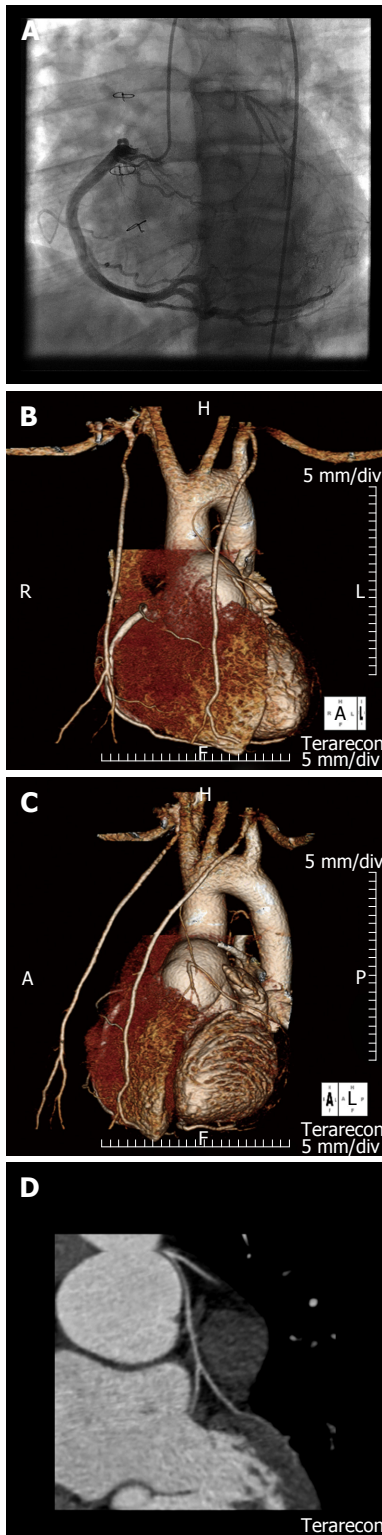 A
B
H
5 mm/div
R
L
A
F
Terarecon
5 mm/div
C
H
5 mm/div
A
P
A L
F
Terarecon
5 mm/div
D
Terarecon